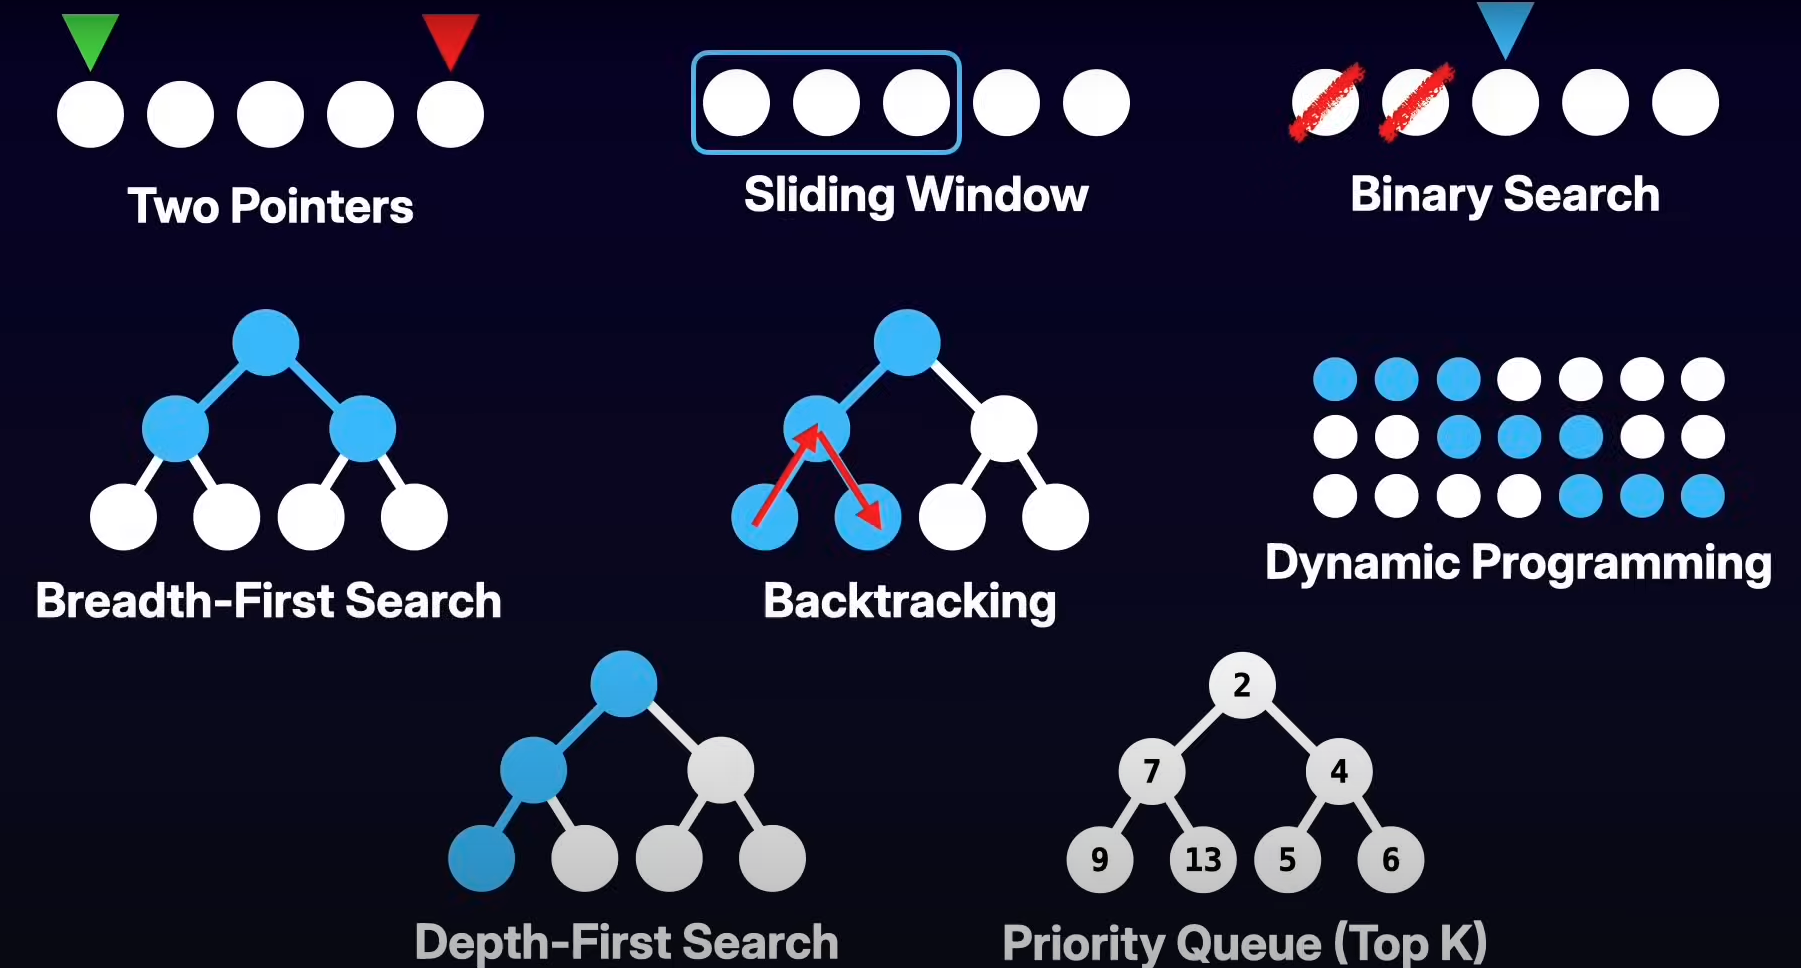 Two Pointers
Sliding Window
Binary Search
Breadth-First Search
Backtracking
Dynamic Programming
2
7
4
9
13
5
6
Depth-First Search
Priority Queue (Top K)